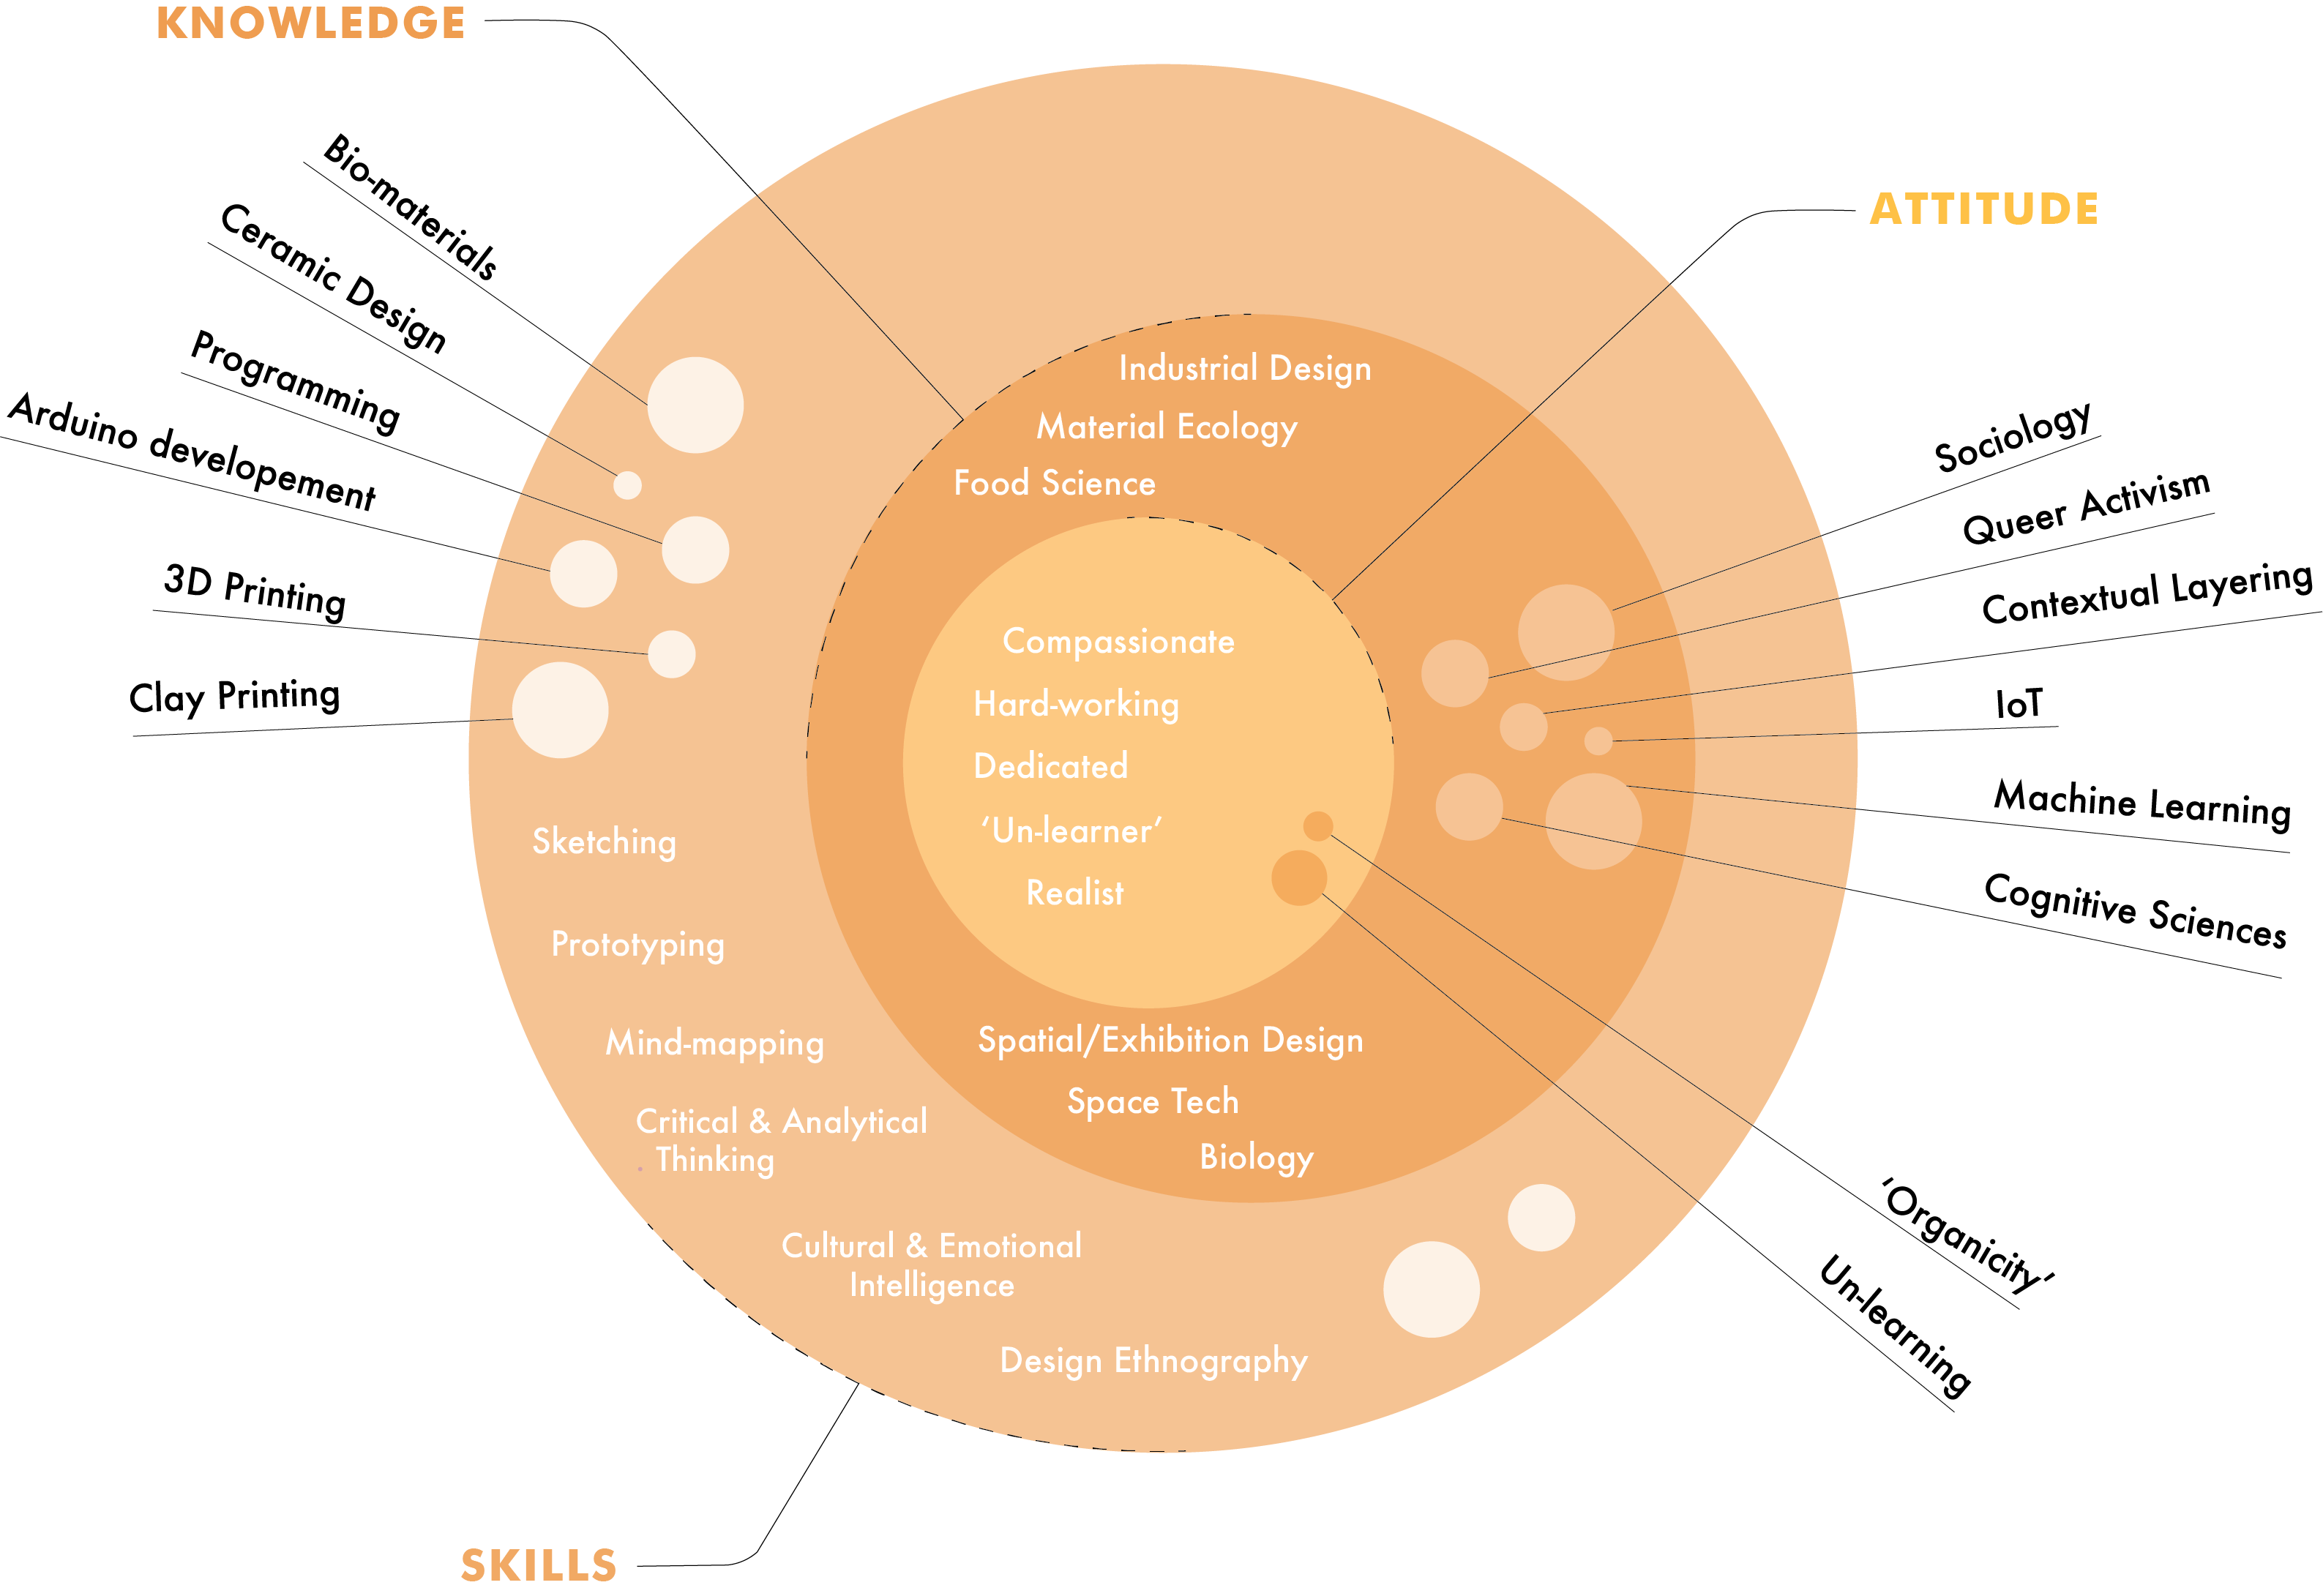 KNOWLEDGE
ATTITUDE
Bio-materials
Ceramic Design
Programming
Arduino developement
3D Printing
Clay Printing
Industrial Design
Material Ecology
Food Science
Sociology
Queer Activism
Contextual Layering
IoT
Machine Learning
Cognitive Sciences
Compassionate
Hard-working
Dedicated
‘Un-learner’
Realist
Sketching
Prototyping
Mind-mapping
Critical & Analytical
. Thinking
Cultural & Emotional
Intelligence
Design Ethnography
Spatial/Exhibition Design
Space Tech
Biology
‘Organicity’
Un-learning
SKILLS